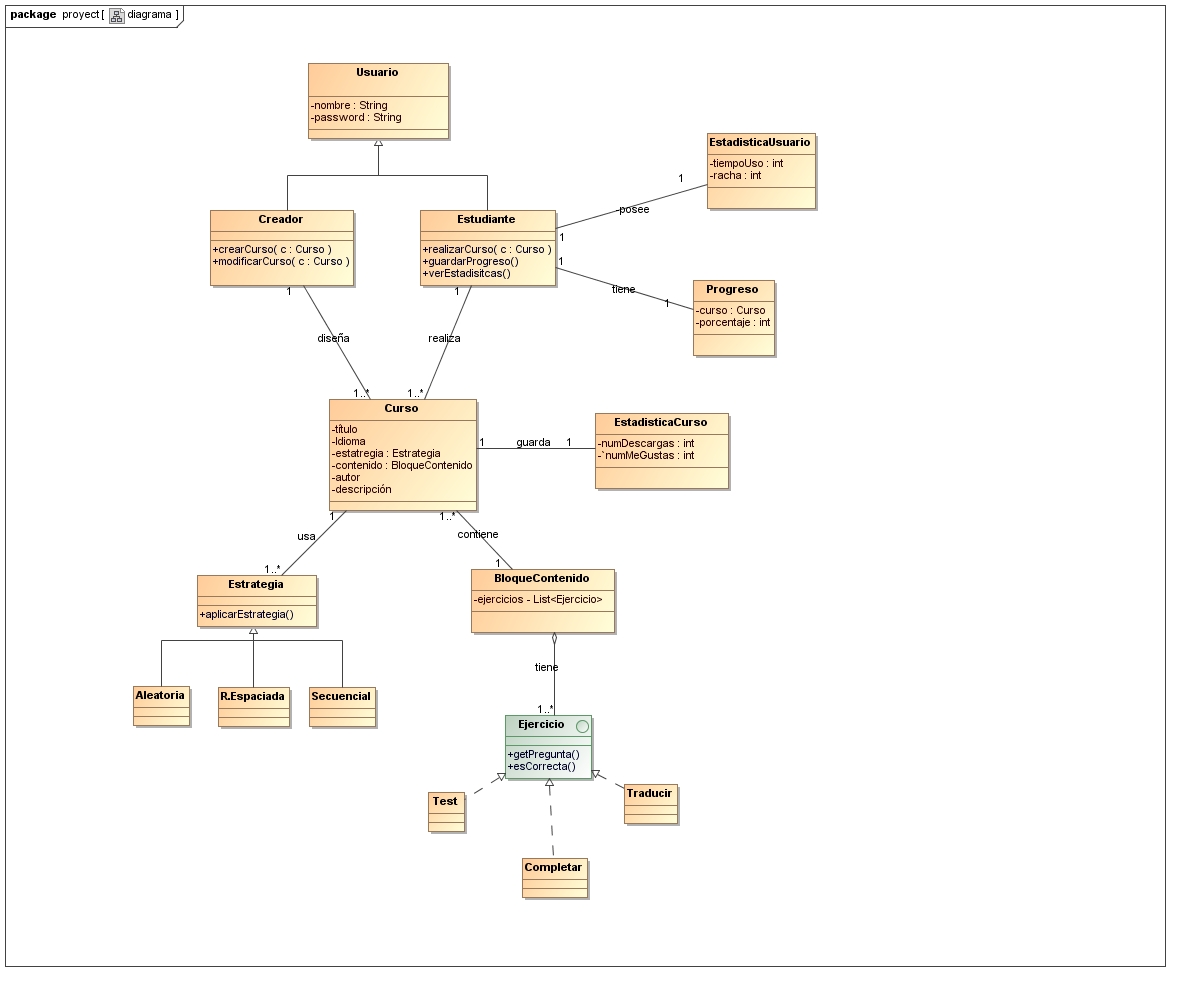 package proyect[ diagrama ]
Usuario
-nombre : String
-password : String
EstadisticaUsuario
-tiempoUso : int
-racha : int
1
posee
1
Creador
+crearCurso( c : Curso )
+modificarCurso( c : Curso )
Estudiante
+realizarCurso( c : Curso )
+guardarProgreso()
+verEstadisitcas()
1
tiene
1
Progreso
-curso : Curso
-porcentaje : int
1
diseña
1..*
1
realiza
1..*
Curso
-título
-Idioma
-estatregia : Estrategia
-contenido : BloqueContenido
-autor
-descripción
1
guarda
1
EstadisticaCurso
-numDescargas : int
-`numMeGustas : int
1
usa
1..*
1..*
contiene
1
Estrategia
+aplicarEstrategia()
BloqueContenido
-ejercicios - List<Ejercicio>
Aleatoria
R.Espaciada
Secuencial
tiene
1..*
Ejercicio
+getPregunta()
+esCorrecta()
Test
Traducir
Completar